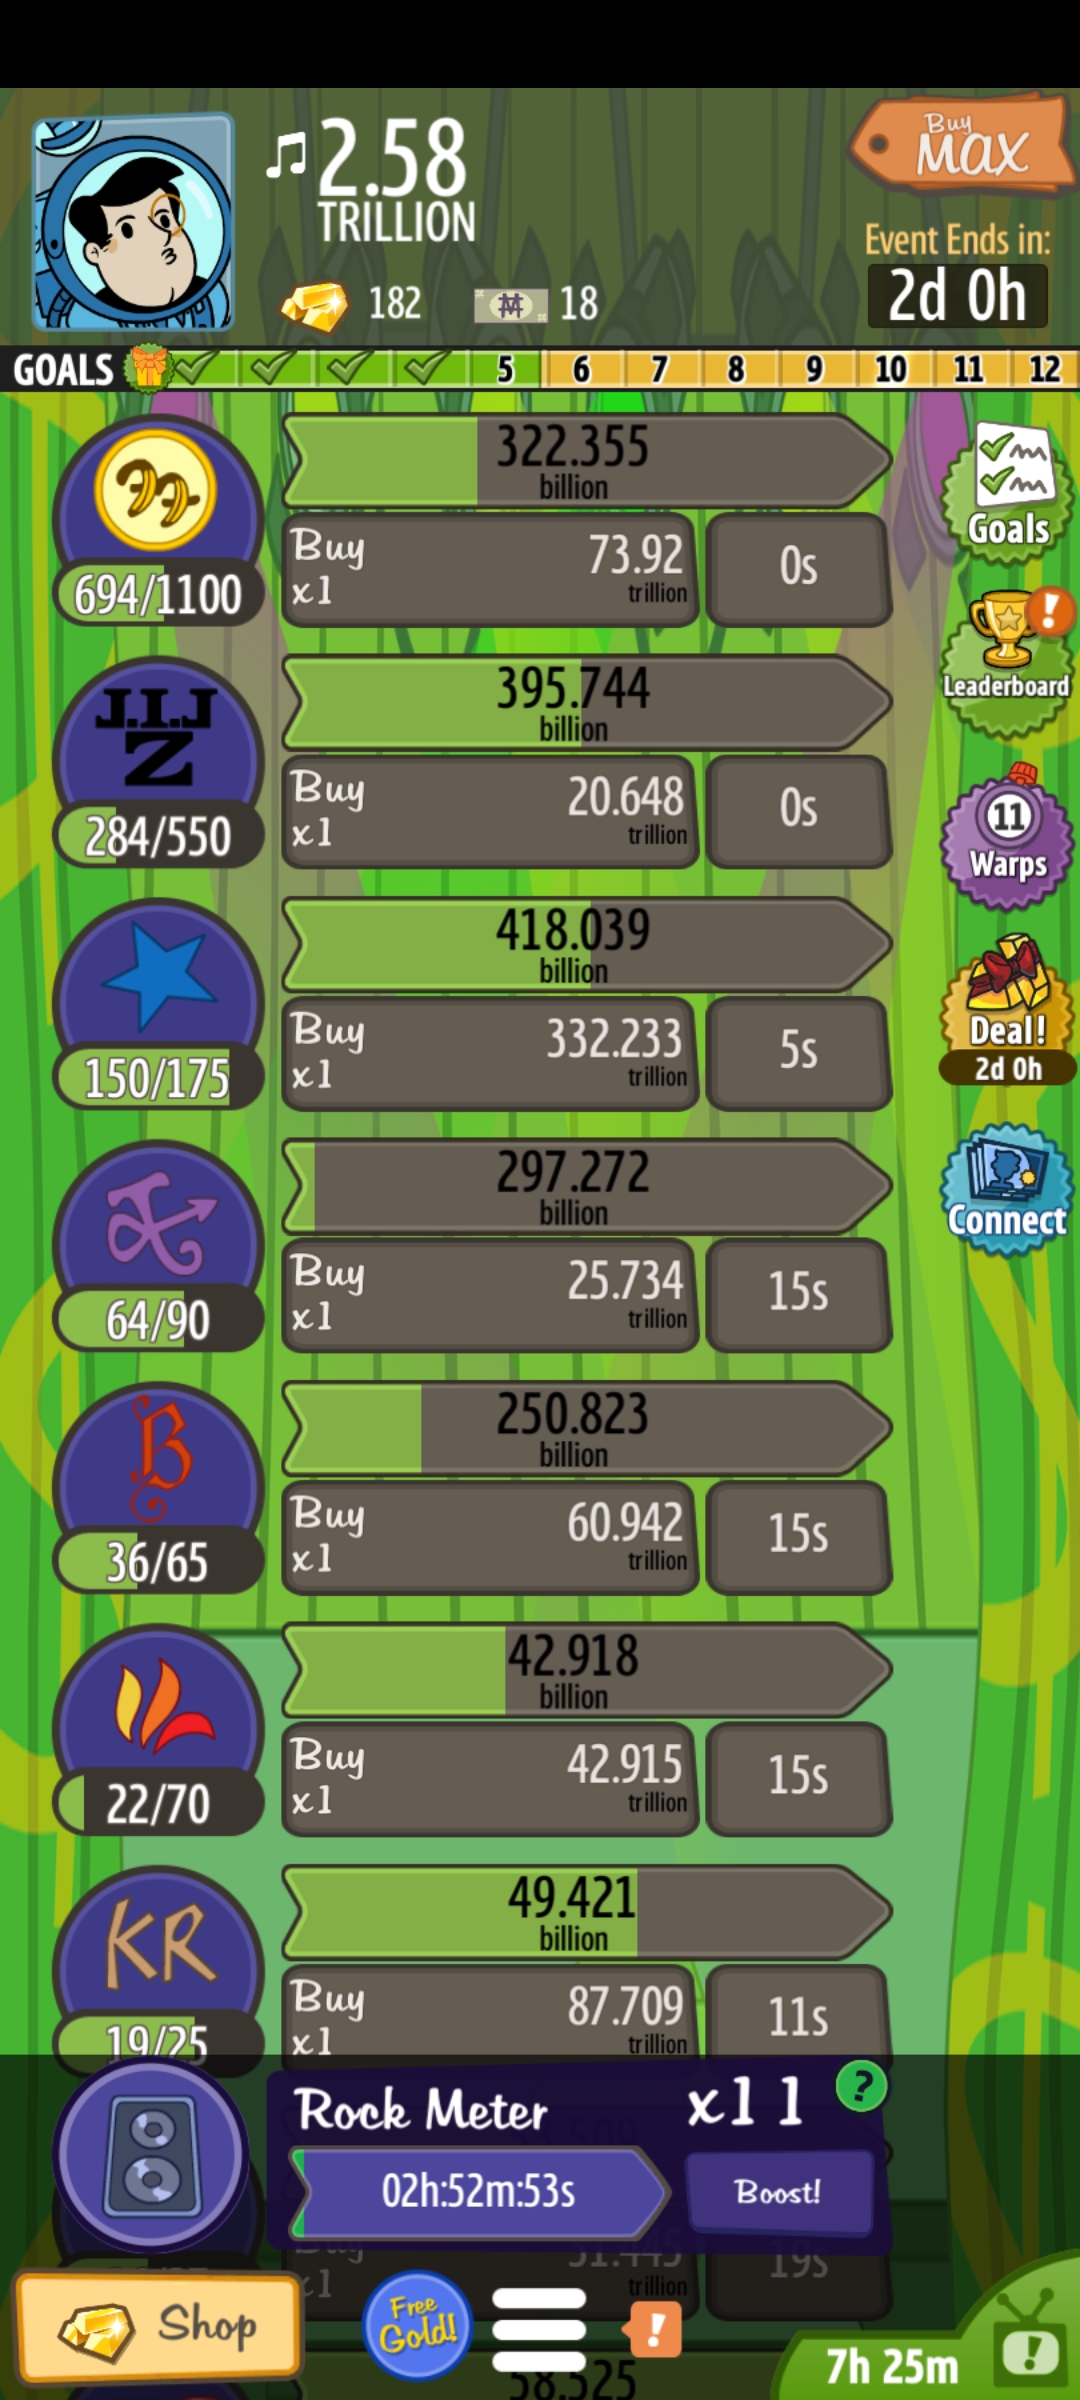 2.58
TRILLION
Buy
MAX
Event Ends in:
2d 0h
182
18
GOALS 5 6 7 8 9 10 11 12
322.355
billion
694/1100
Buy
x1
73.92
trillion
0s
Goals
395.744
billion
J.I.J
Z
284/550
Buy
x1
20.648
trillion
0s
Leaderboard
418.039
billion
150/175
Buy
x1
332.233
trillion
5s
11
Warps
Deal!
2d 0h
297.272
billion
64/90
Buy
x1
25.734
trillion
15s
Connect
250.823
billion
B
36/65
Buy
x1
60.942
trillion
15s
42.918
billion
22/70
Buy
x1
42.915
trillion
15s
49.421
billion
KR
19/25
Buy
x1
87.709
trillion
11s
Rock Meter
x11
?
02h:52m:53s
Boost!
Buy
x1
51.445
trillion
19s
Shop
Free
Gold!
!
58.525
7h 25m
!